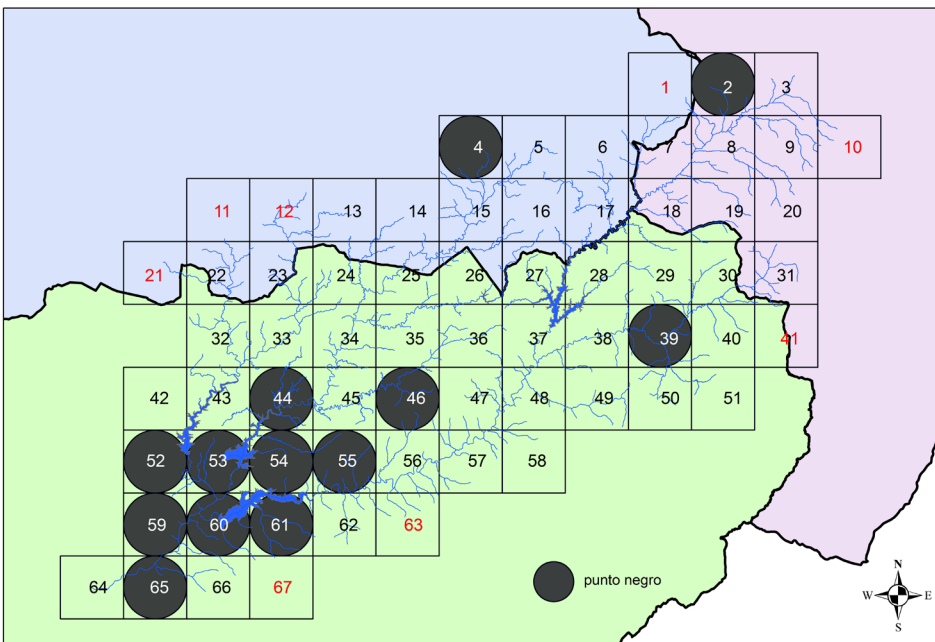 1 2 3
4 5 6 7 8 9 10
11 12 13 14 15 16 17 18 19 20
21 22 23 24 25 26 27 28 29 30 31
32 33 34 35 36 37 38 39 40 41
42 43 44 45 46 47 48 49 50 51
52 53 54 55 56 57 58
59 60 61 62 63
64 65 66 67
punto negro
N
W E
S